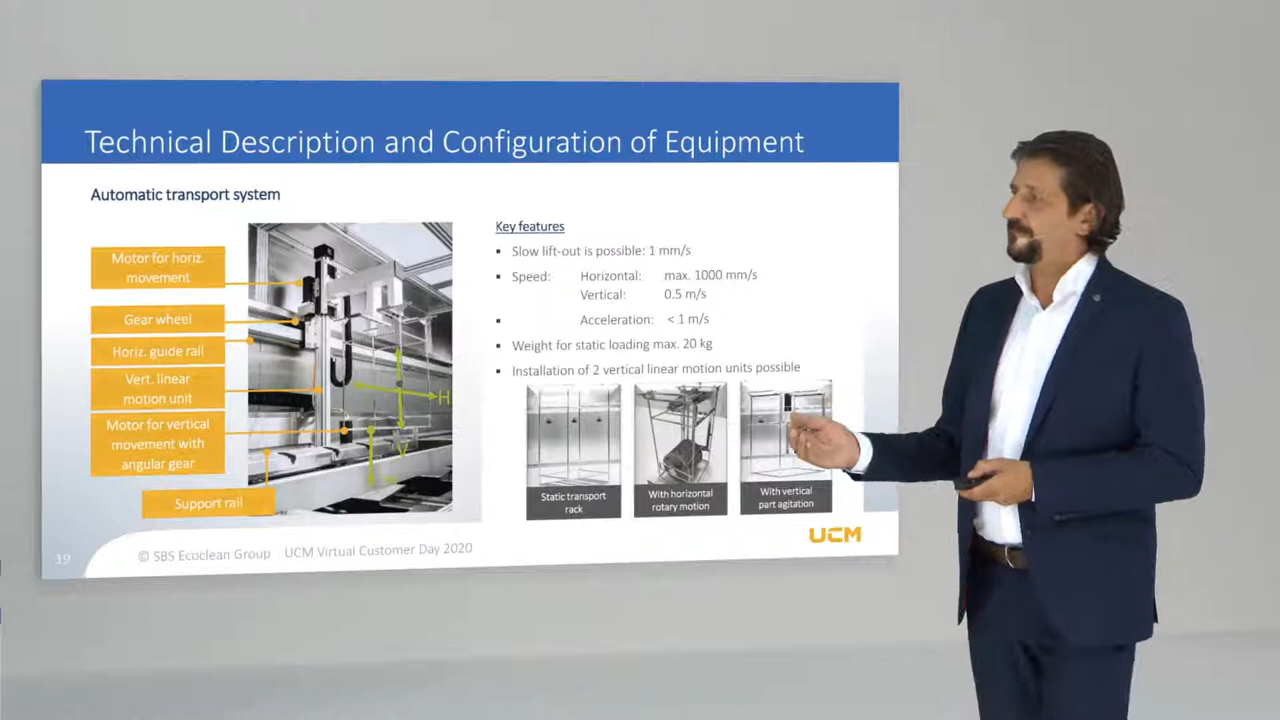 Technical Description and Configuration of Equipment
Automatic transport system
Motor for horiz.
movement
Gear wheel
Horiz. guide rail
Vert. linear
motion unit
Motor for vertical
movement with
angular gear
Support rail
H
V
Key features
▪ Slow lift-out is possible: 1 mm/s
▪ Speed: Horizontal: max. 1000 mm/s
Vertical: 0.5 m/s
▪ Acceleration: < 1 m/s
▪ Weight for static loading max. 20 kg
▪ Installation of 2 vertical linear motion units possible
Static transport
rack
With horizontal
rotary motion
With vertical
part agitation
UCM
19
© SBS Ecoclean Group UCM Virtual Customer Day 2020